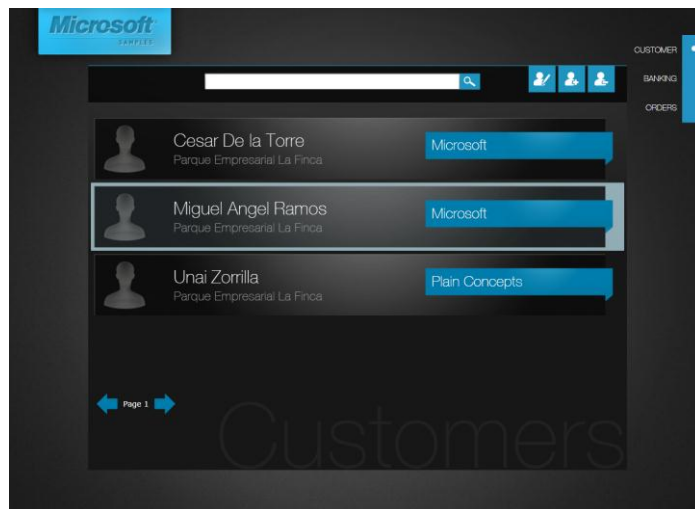 Microsoft
SAMPLES
CUSTOMER
BANKING
ORDERS
Cesar De la Torre
Parque Empresarial La Finca
Microsoft
Miguel Angel Ramos
Parque Empresarial La Finca
Microsoft
Unai Zorrilla
Parque Empresarial La Finca
Plain Concepts
Page 1
Customers